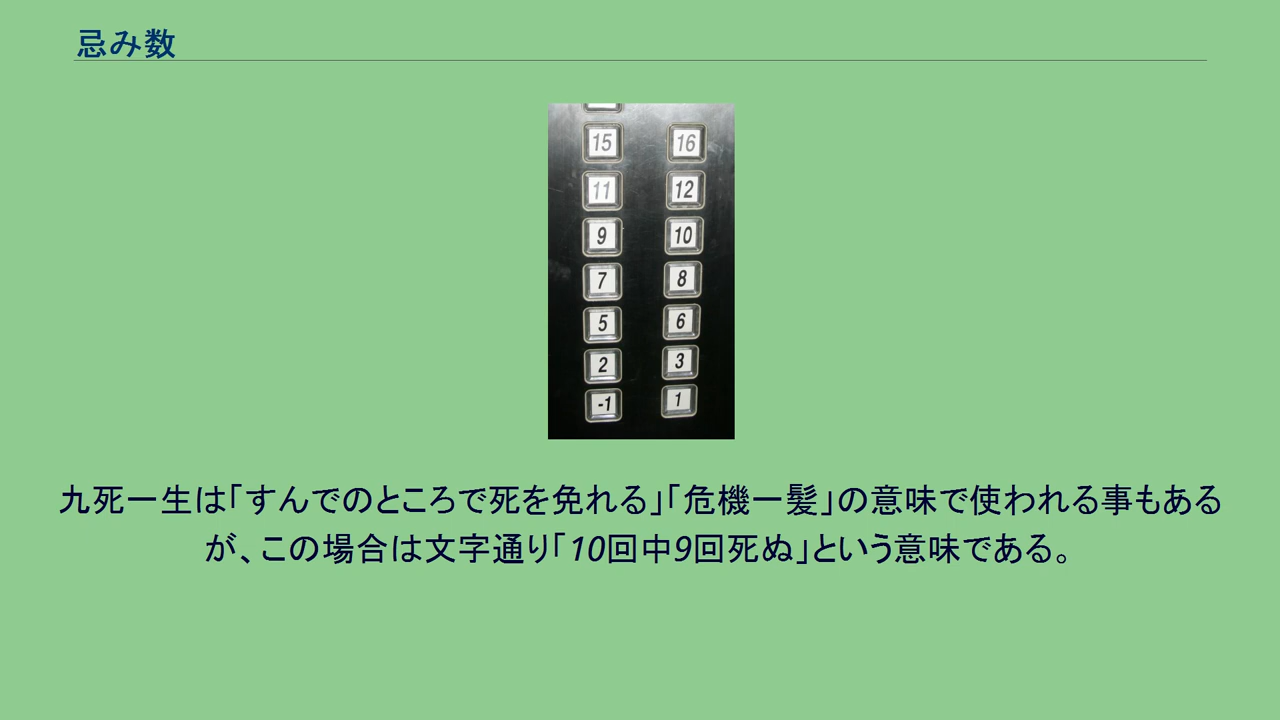 忌み数
15 16
11 12
9 10
7 8
5 6
2 3
-1 1
九死一生は「すんでのところで死を免れる」「危機一髪」の意味で使われる事もある
が、この場合は文字通り「10回中9回死ぬ」という意味である。